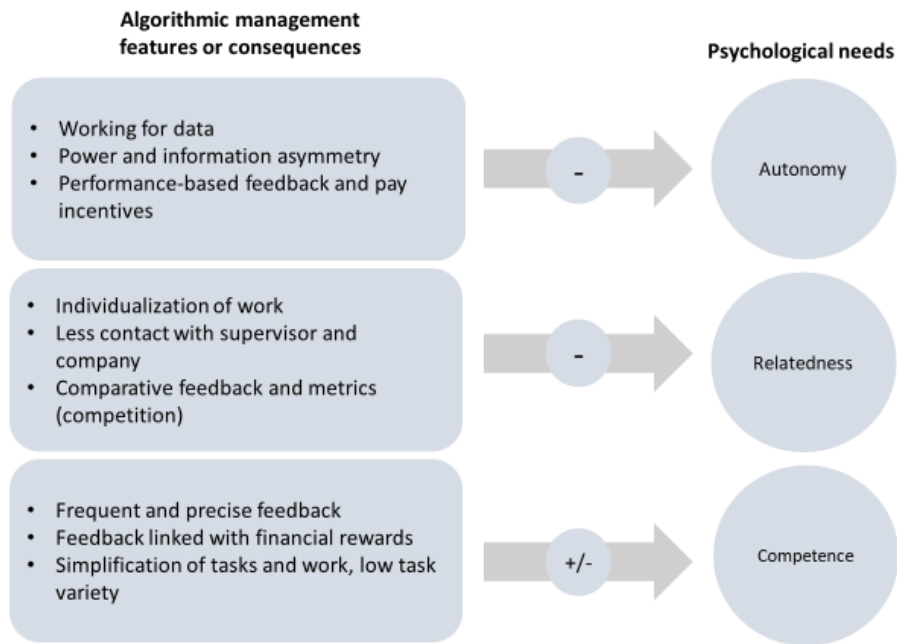 Algorithmic management
features or consequences
Psychological needs
• Working for data
• Power and information asymmetry
• Performance-based feedback and pay
incentives
-
Autonomy
• Individualization of work
• Less contact with supervisor and
company
• Comparative feedback and metrics
(competition)
-
Relatedness
• Frequent and precise feedback
• Feedback linked with financial rewards
• Simplification of tasks and work, low task
variety
+/-
Competence